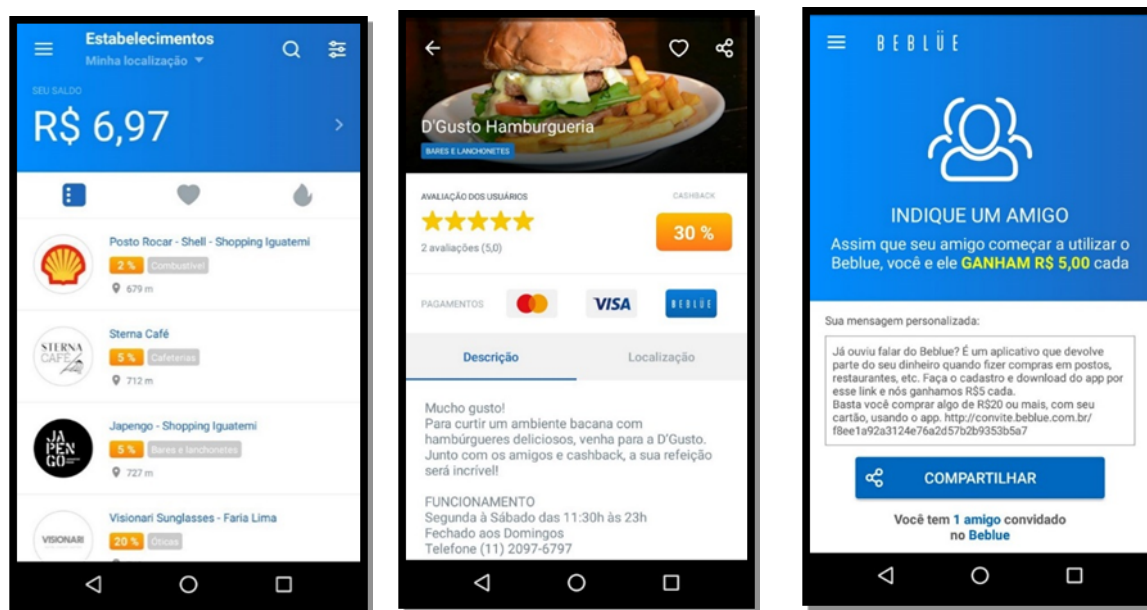 Estabelecimentos
Minha localização
SEU SALDO
R$ 6,97
Posto Rocar - Shell - Shopping Iguatemi
2 % Combustível
679 m
STERNA
CAFÉ
Sterna Café
5 % Cafeterias
712 m
JA
PEN
GO
Japengo - Shopping Iguatemi
5 % Bares e lanchonetes
727 m
VISIONARI
Visionari Sunglasses - Faria Lima
20 % Óticas
D'Gusto Hamburgueria
BARES E LANCHONETES
AVALIAÇÃO DOS USUÁRIOS
CASHBACK
30 %
2 avaliações (5,0)
PAGAMENTOS
VISA
BEBLÜE
Descrição
Localização
Mucho gusto!
Para curtir um ambiente bacana com
hambúrgueres deliciosos, venha para a D'Gusto.
Junto com os amigos e cashback, a sua refeição
será incrível!
FUNCIONAMENTO
Segunda à Sábado das 11:30h às 23h
Fechado aos Domingos
Telefone (11) 2097-6797
BEBLÜE
INDIQUE UM AMIGO
Assim que seu amigo começar a utilizar o
Beblue, você e ele GANHAM R$ 5,00 cada
Sua mensagem personalizada:
Já ouviu falar do Beblue? É um aplicativo que devolve
parte do seu dinheiro quando fizer compras em postos,
restaurantes, etc. Faça o cadastro e download do app por
esse link e nós ganhamos R$5 cada.
Basta você comprar algo de R$20 ou mais, com seu
cartão, usando o app. http://convite.beblue.com.br/
f8ee1a92a3124e76a2d57b2b9353b5a7
COMPARTILHAR
Você tem 1 amigo convidado
no Beblue